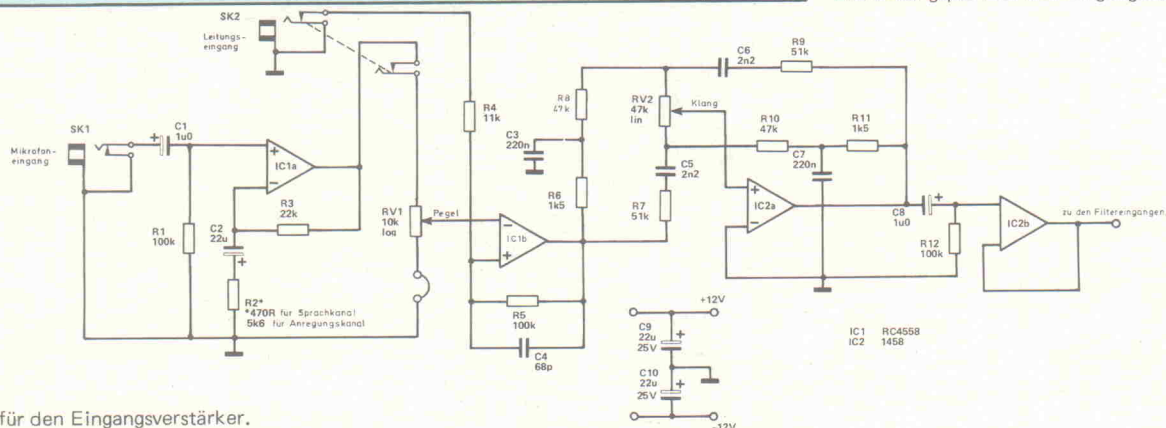 SK2
Leitungs-
eingang
SK1
Mikrofon-
eingang
C1
1u0
R1
100k
C2
22u
R2*
*470R für Sprachkanal
5k6 für Anregungskanal
R3
22k
IC1a
RV1
10k
log
Pegel
R4
11k
IC1b
R5
100k
C4
68p
C3
220n
R8
47k
R6
1k5
RV2
47k
lin
Klang
C5
2n2
R7
51k
C6
2n2
R9
51k
R10
47k
R11
1k5
C7
220n
IC2a
C8
1u0
R12
100k
IC2b
zu den Filtereingängen
+12V
C9
22u
25V
C10
22u
25V
-12V
IC1 RC4558
IC2 1458
für den Eingangsverstärker.